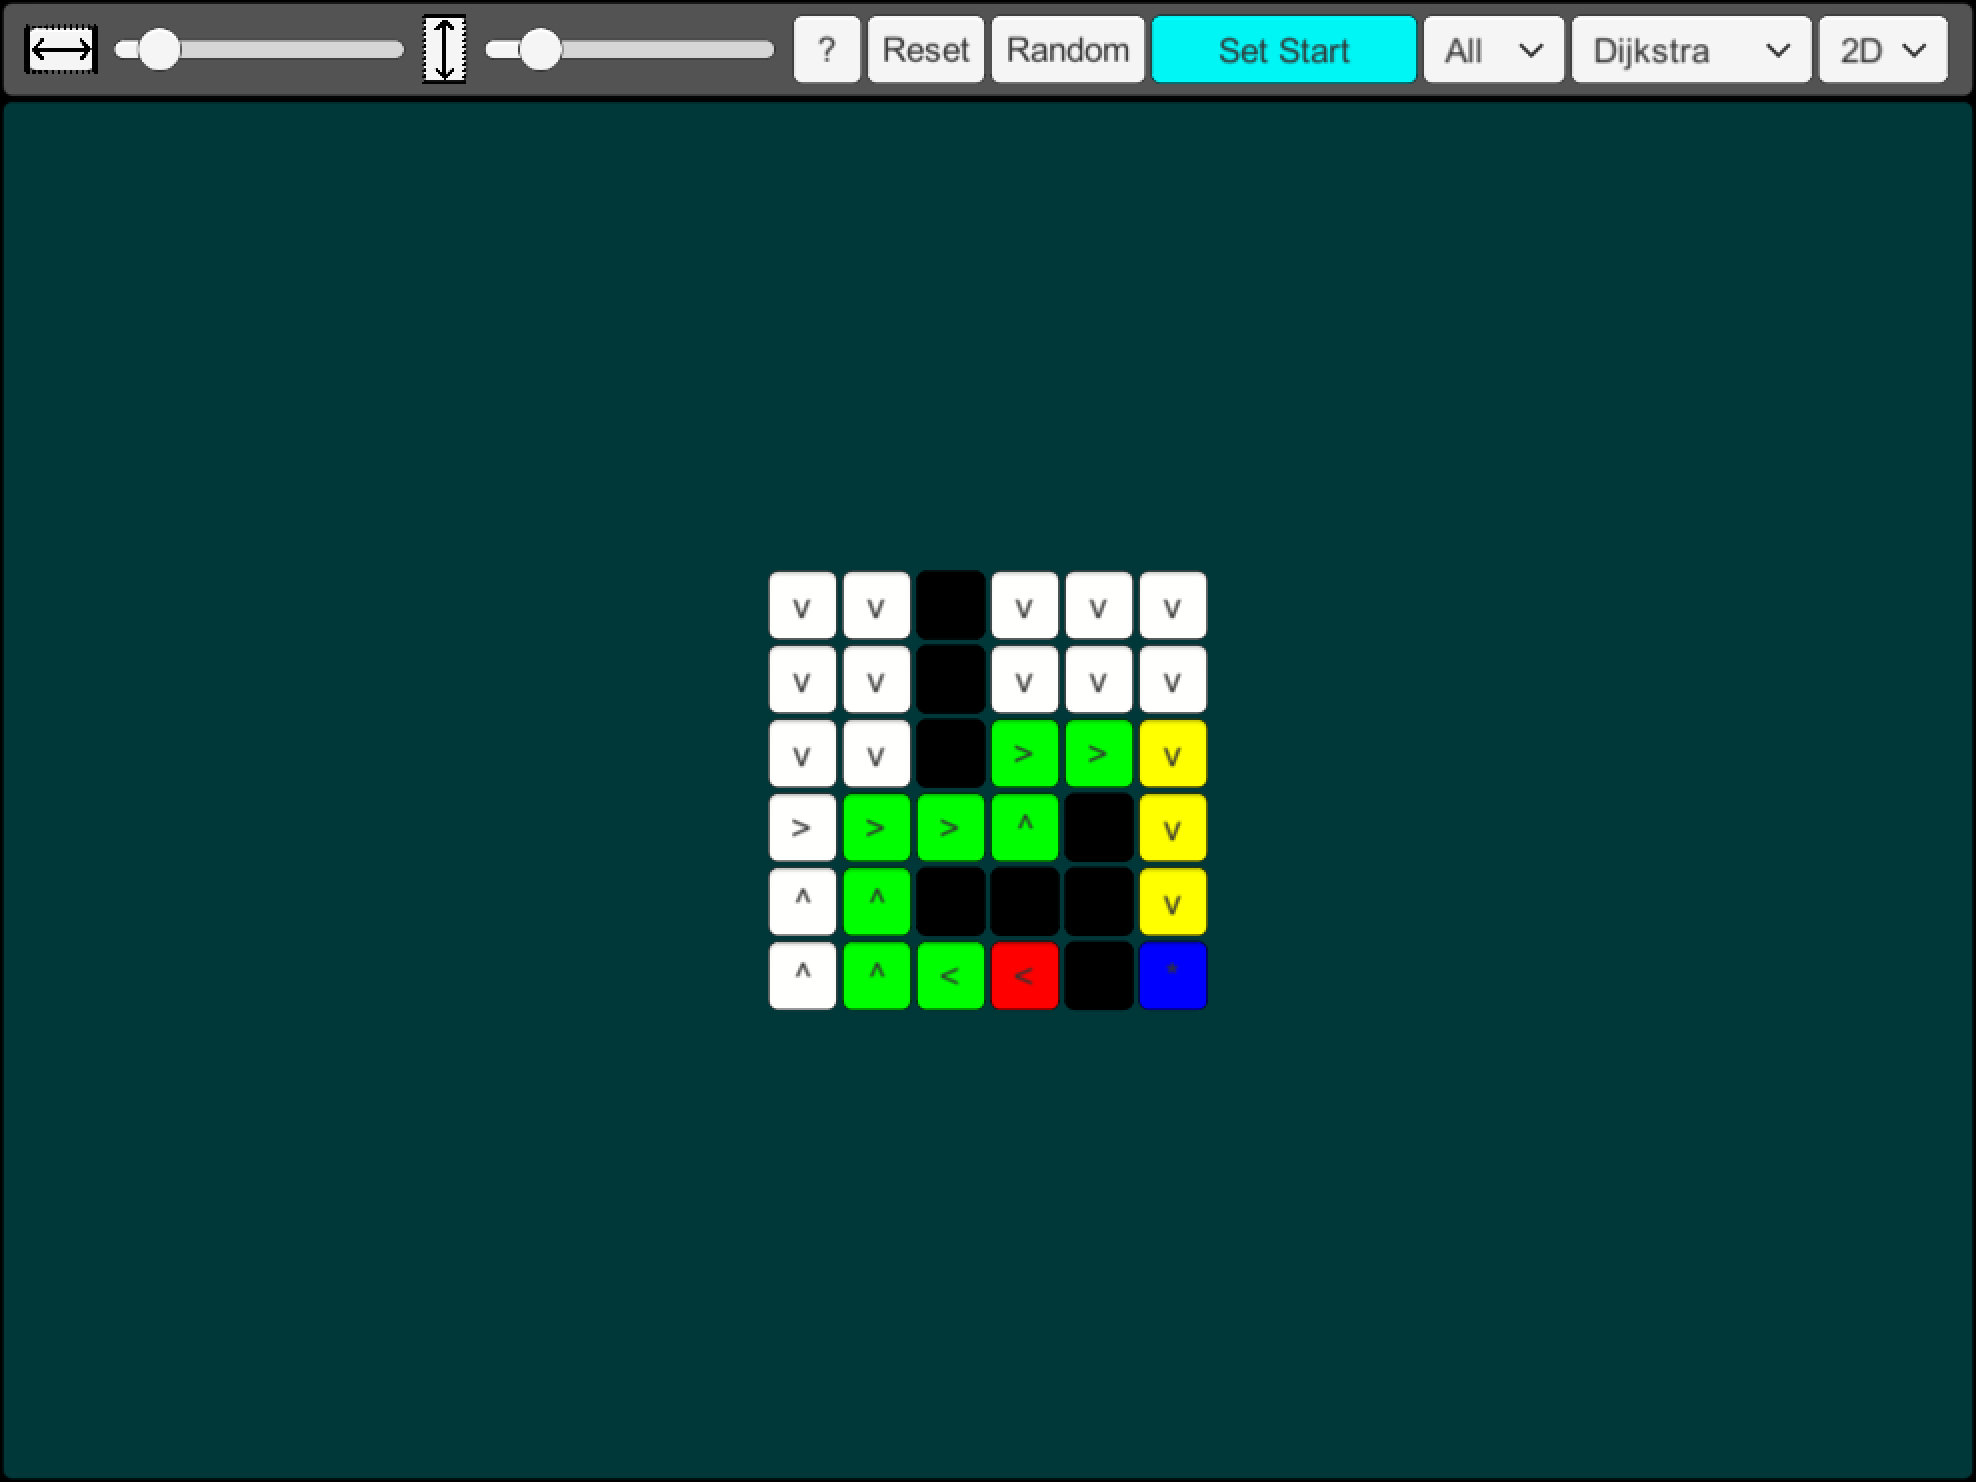 ? Reset Random Set Start All Dijkstra 2D
v v v v v
v v v v v
v v > > v
> > > ^ v
^ ^ v
^ ^ < < *